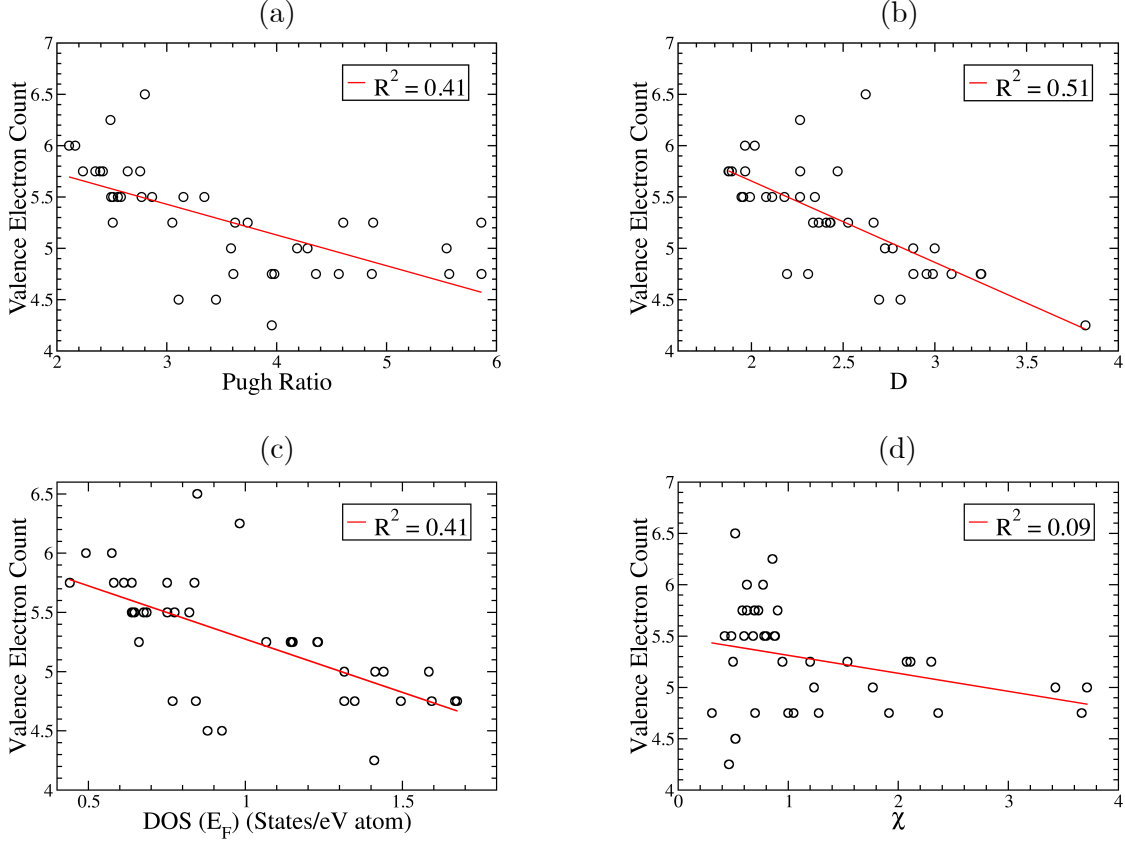 (a)
7
6.5
6
5.5
5
4.5
4
Valence Electron Count
R² = 0.41
2 3 4 5 6
Pugh Ratio
(b)
7
6.5
6
5.5
5
4.5
4
Valence Electron Count
R² = 0.51
2 2.5 3 3.5 4
D
(c)
6.5
6
5.5
5
4.5
4
Valence Electron Count
R² = 0.41
0.5 1 1.5
DOS (E_F) (States/eV atom)
(d)
7
6.5
6
5.5
5
4.5
4
Valence Electron Count
R² = 0.09
0 1 2 3 4
χ